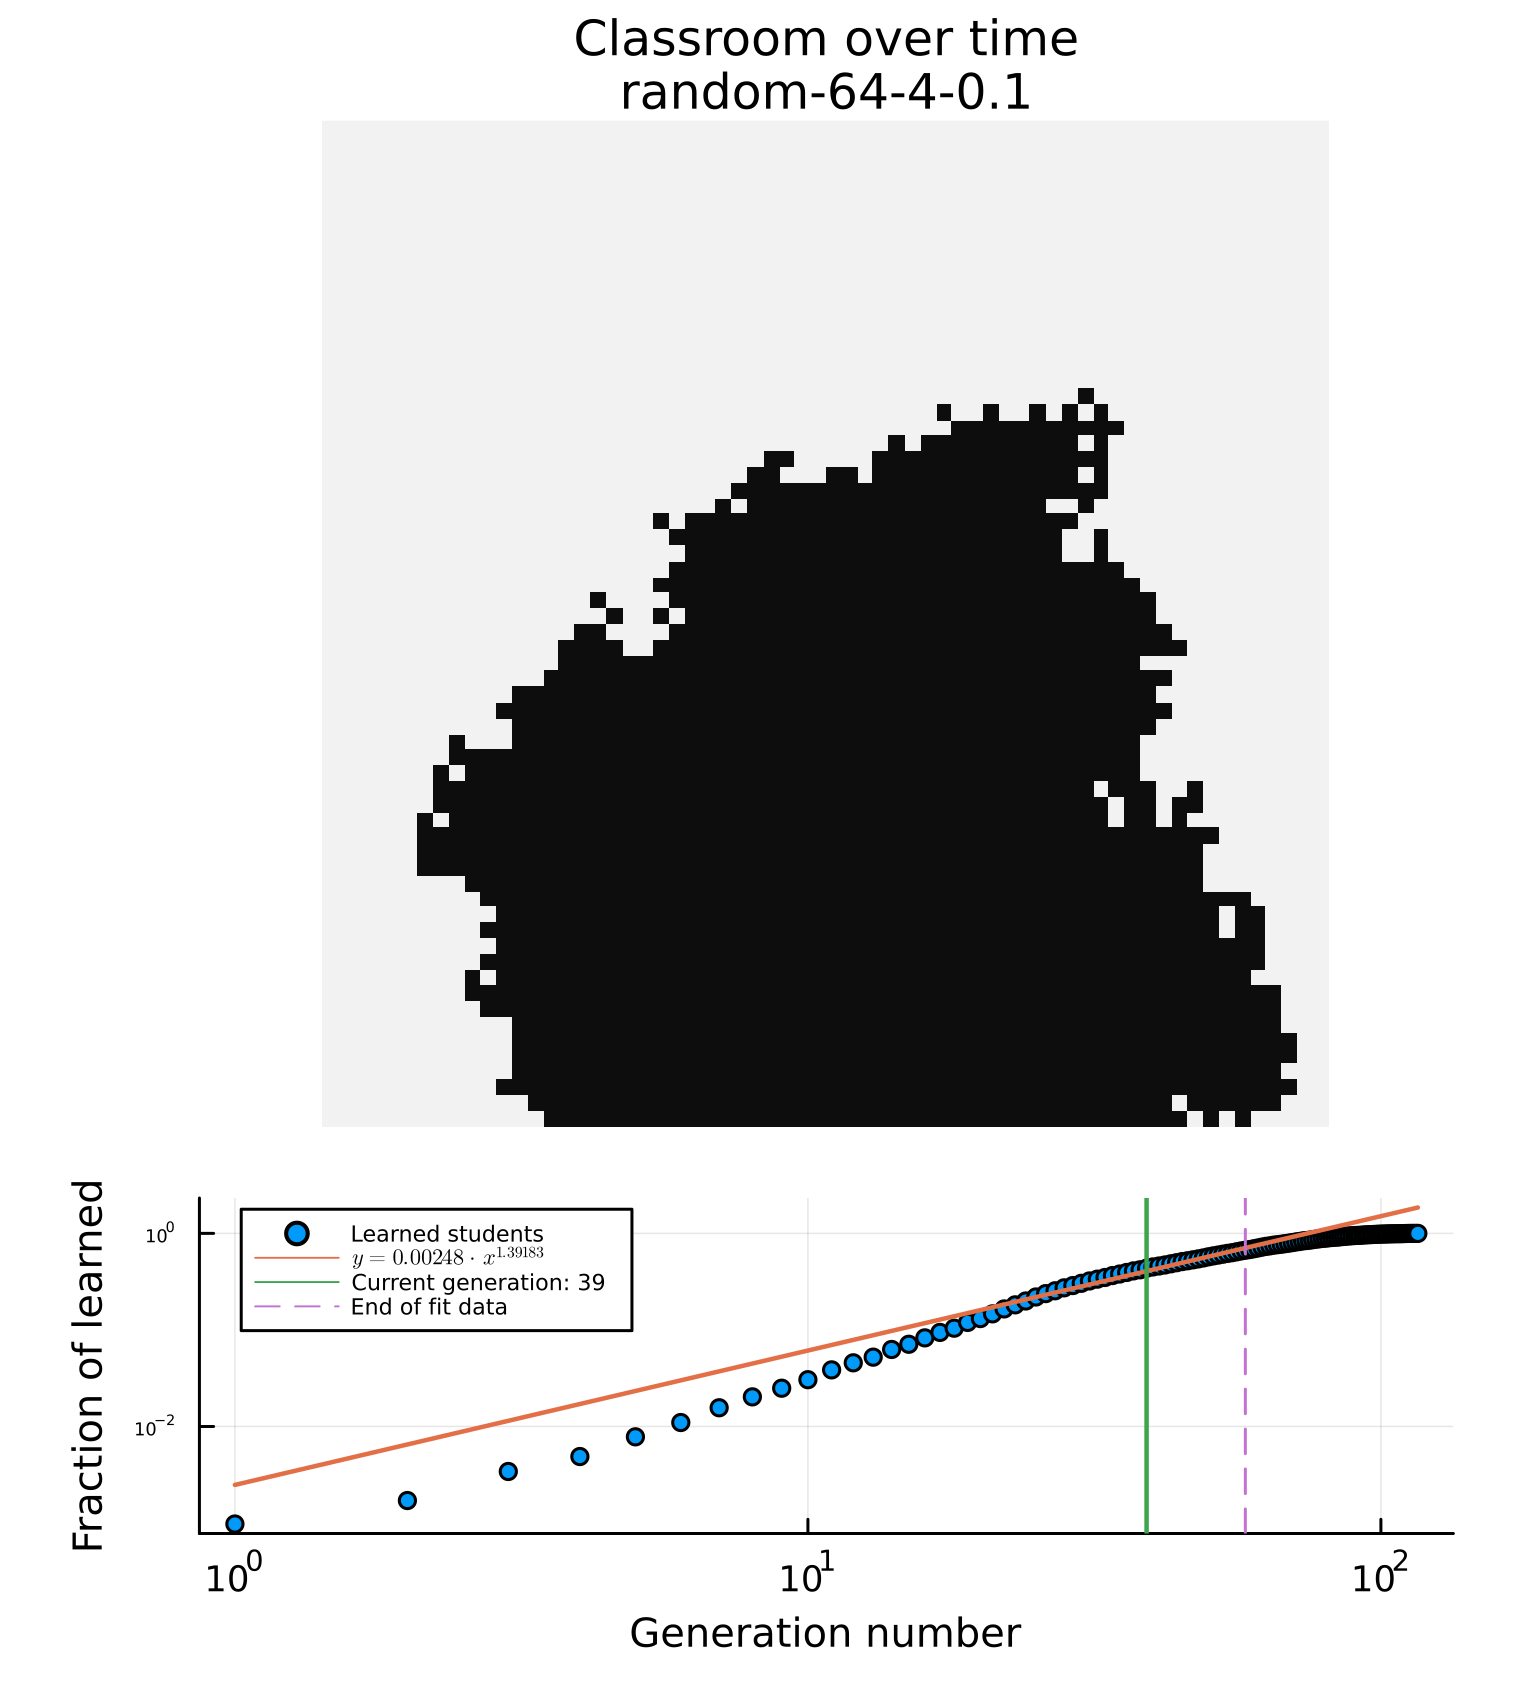 Classroom over time
random-64-4-0.1
Fraction of learned
10^0
10^-2
Learned students
y = 0.00248 · x^1.39183
Current generation: 39
End of fit data
10^0 10^1 10^2
Generation number